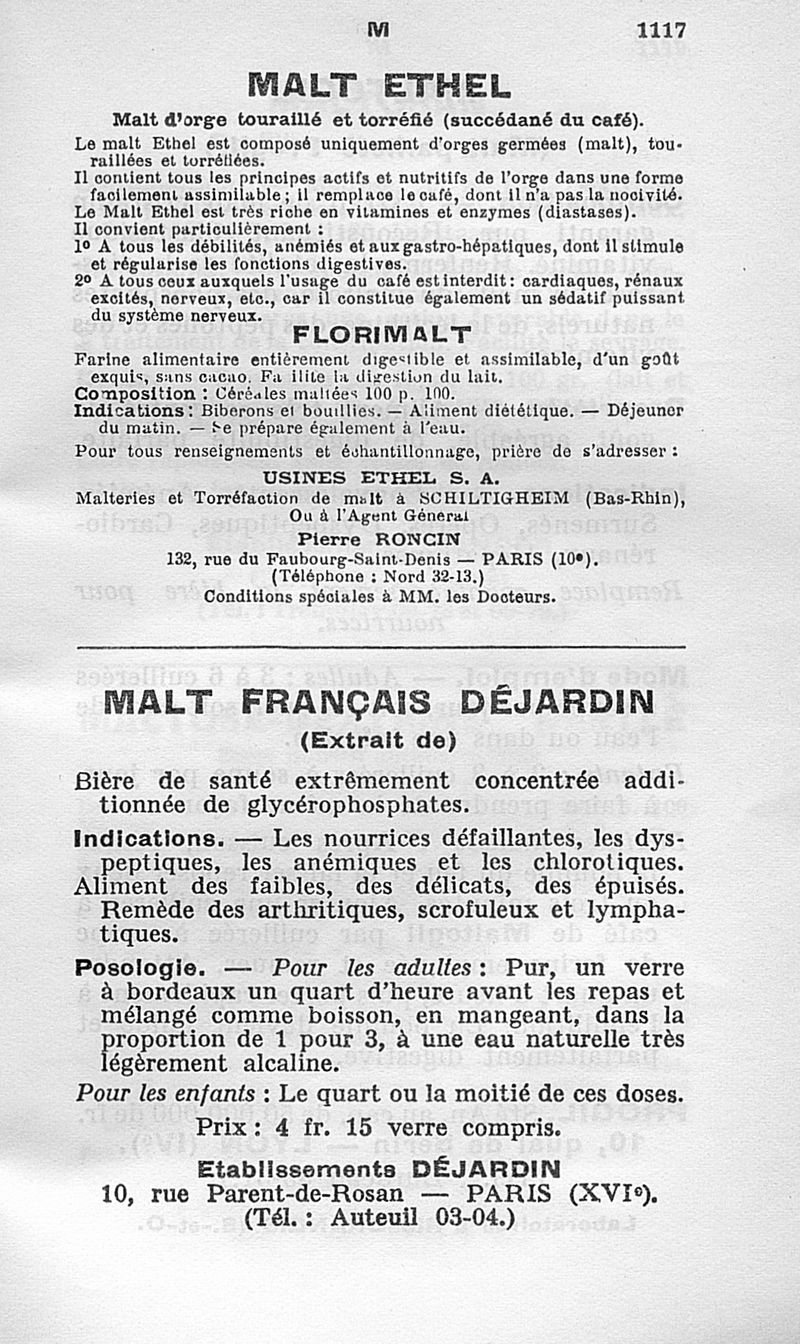 M 1117
MALT ETHEL
Malt d'orge touraillé et torréfié (succédané du café).
Le malt Ethel est composé uniquement d'orges germées (malt), tou-
raillées et torréfiées.
Il contient tous les principes actifs et nutritifs de l'orge dans une forme
facilement assimilable ; il remplace le café, dont il n'a pas la nocivité.
Le Malt Ethel est très riche en vitamines et enzymes (diastases).
Il convient particulièrement :
1º A tous les débilités, anémiés et aux gastro-hépatiques, dont il stimule
et régularise les fonctions digestives.
2º A tous ceux auxquels l'usage du café est interdit : cardiaques, rénaux
excités, nerveux, etc., car il constitue également un sédatif puissant
du système nerveux.
FLORIMALT
Farine alimentaire entièrement digestible et assimilable, d'un goût
exquis, sans cacao. Facilite la digestion du lait.
Composition : Céréales maltées 100 p. 100.
Indications : Biberons et bouillies. — Aliment diététique. — Déjeuner
du matin. — Se prépare également à l'eau.
Pour tous renseignements et échantillonnage, prière de s'adresser :
USINES ETHEL S. A.
Malteries et Torréfaction de malt à SCHILTIGHEIM (Bas-Rhin),
Ou à l'Agent Général
Pierre RONCIN
132, rue du Faubourg-Saint-Denis — PARIS (10e).
(Téléphone : Nord 32-13.)
Conditions spéciales à MM. les Docteurs.
MALT FRANÇAIS DÉJARDIN
(Extrait de)
Bière de santé extrêmement concentrée addi-
tionnée de glycérophosphates.
Indications. — Les nourrices défaillantes, les dys-
peptiques, les anémiques et les chlorotiques.
Aliment des faibles, des délicats, des épuisés.
Remède des arthritiques, scrofuleux et lympha-
tiques.
Posologie. — Pour les adultes : Pur, un verre
à bordeaux un quart d'heure avant les repas et
mélangé comme boisson, en mangeant, dans la
proportion de 1 pour 3, à une eau naturelle très
légèrement alcaline.
Pour les enfants : Le quart ou la moitié de ces doses.
Prix : 4 fr. 15 verre compris.
Etablissements DÉJARDIN
10, rue Parent-de-Rosan — PARIS (XVIe).
(Tél. : Auteuil 03-04.)